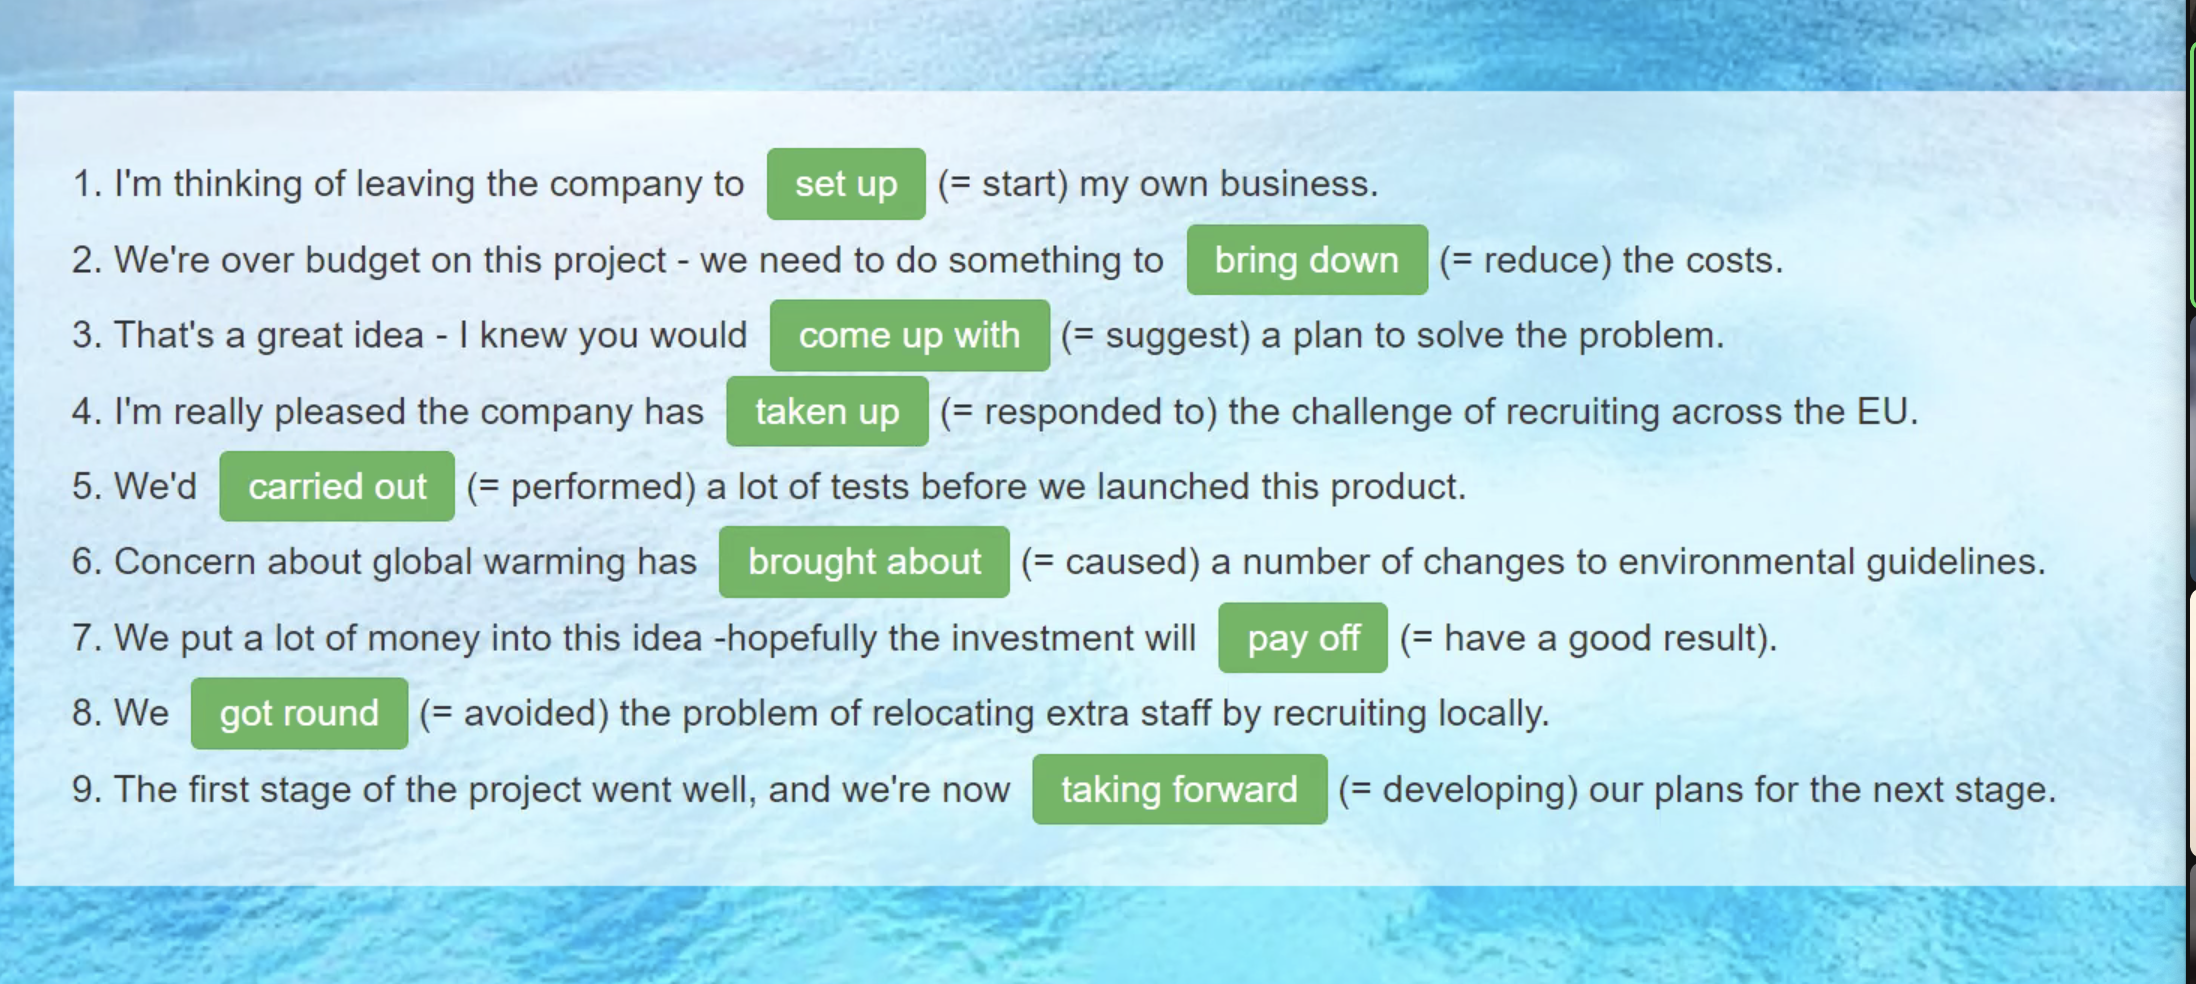 1. I'm thinking of leaving the company to set up (= start) my own business.
2. We're over budget on this project - we need to do something to bring down (= reduce) the costs.
3. That's a great idea - I knew you would come up with (= suggest) a plan to solve the problem.
4. I'm really pleased the company has taken up (= responded to) the challenge of recruiting across the EU.
5. We'd carried out (= performed) a lot of tests before we launched this product.
6. Concern about global warming has brought about (= caused) a number of changes to environmental guidelines.
7. We put a lot of money into this idea -hopefully the investment will pay off (= have a good result).
8. We got round (= avoided) the problem of relocating extra staff by recruiting locally.
9. The first stage of the project went well, and we're now taking forward (= developing) our plans for the next stage.